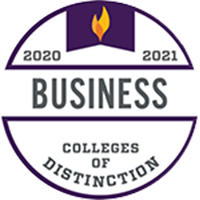 2020 2021
BUSINESS
COLLEGES OF
DISTINCTION